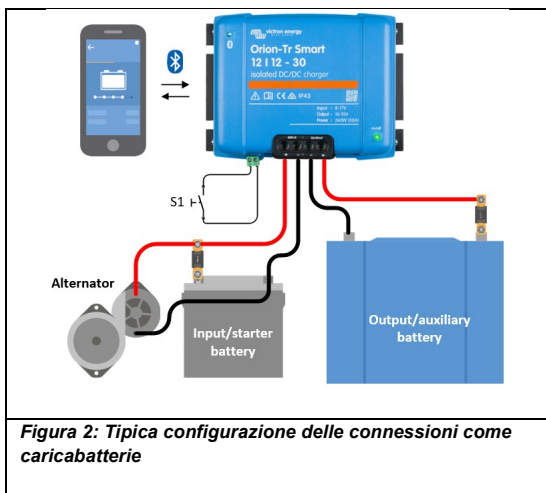 victron energy
Orion-Tr Smart
12 | 12 - 30
isolated DC/DC charger
S1
Alternator
Input/starter
battery
Output/auxiliary
battery
Figura 2: Tipica configurazione delle connessioni come
caricabatterie